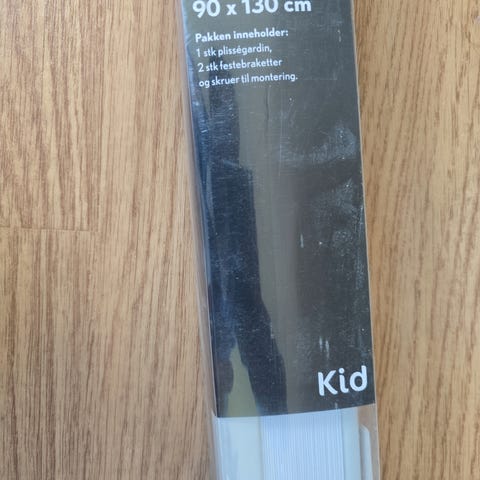 90 x 130 cm
Pakken inneholder:
1 stk plisségardin,
2 stk festebraketter
og skruer til montering.
Kid